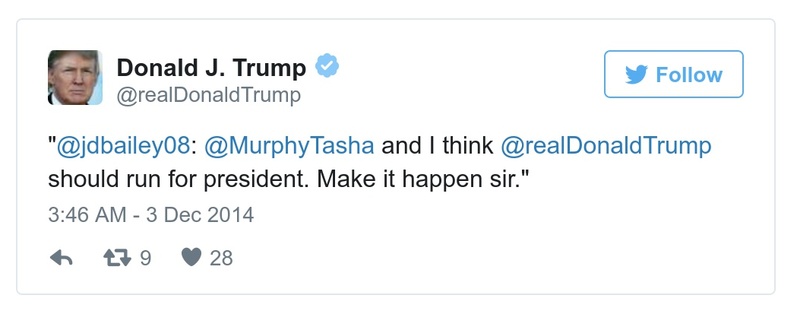 Donald J. Trump
@realDonaldTrump
Follow
"@jdbailey08: @MurphyTasha and I think @realDonaldTrump
should run for president. Make it happen sir."
3:46 AM - 3 Dec 2014
9 28